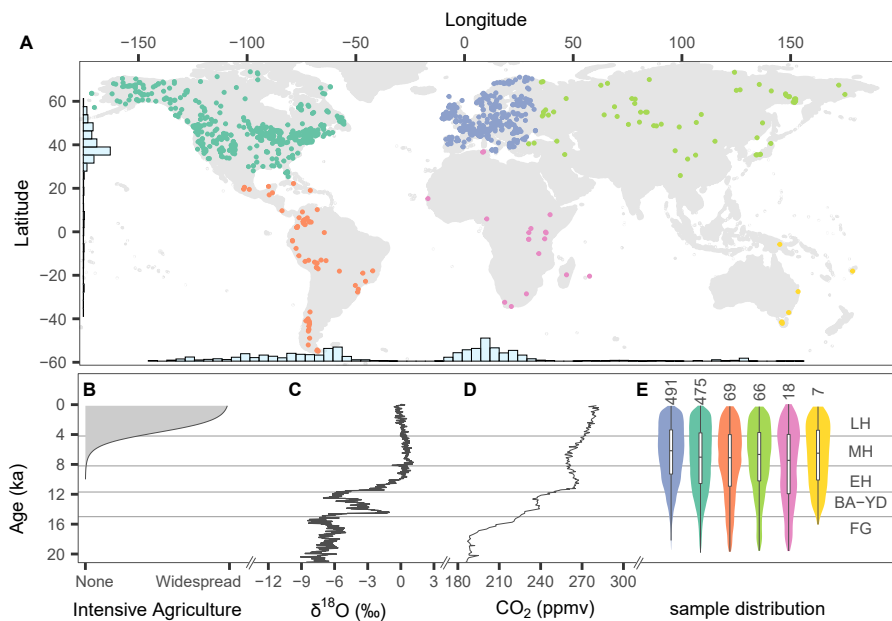 Longitude
A
−150 −100 −50 0 50 100 150
Latitude
60
40
20
0
−20
−40
−60
B C D E
491 475 69 66 18 7
Age (ka)
0
4
8
12
16
20
LH
MH
EH
BA−YD
FG
None Widespread −12 −9 −6 −3 0 3 180 210 240 270 300
Intensive Agriculture δ¹⁸O (‰) CO₂ (ppmv) sample distribution